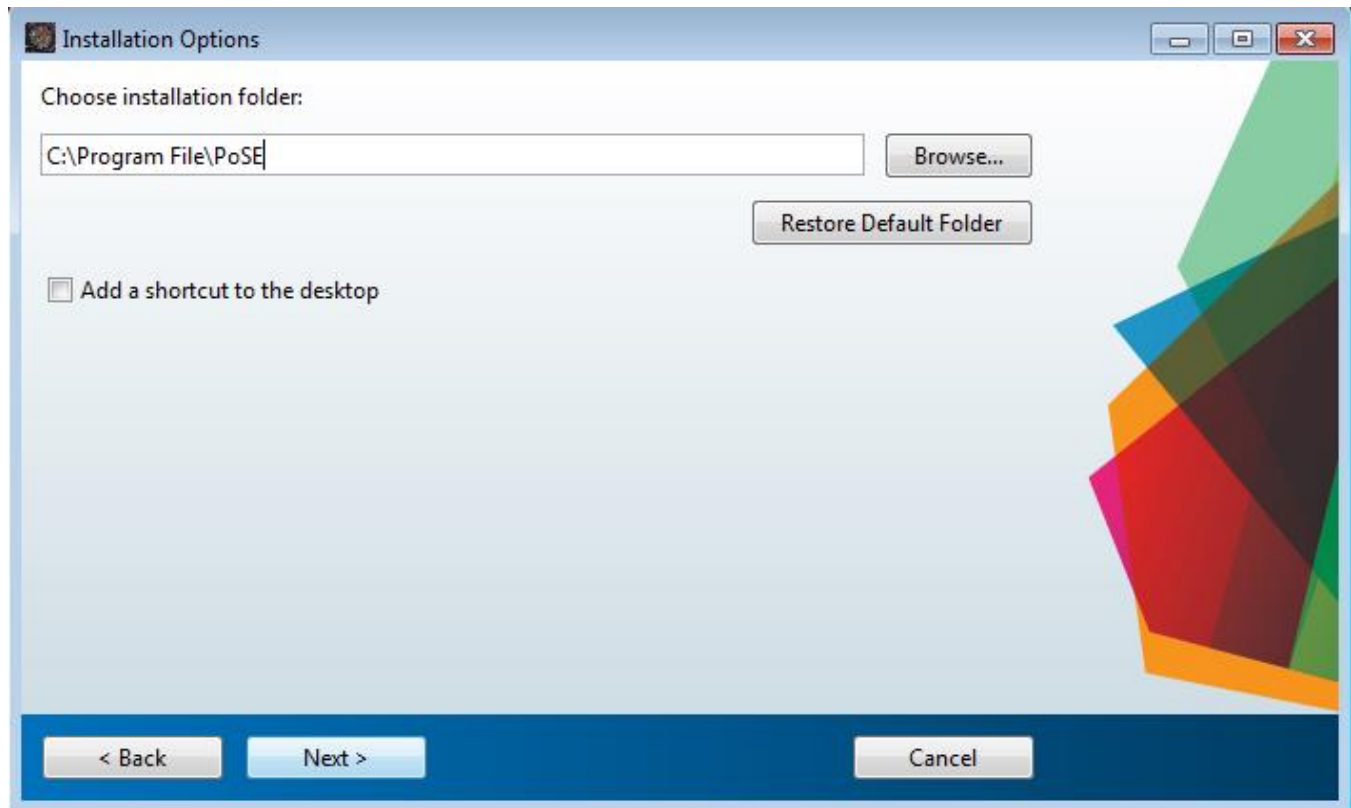 Installation Options
Choose installation folder:
C:\Program File\PoSE
Browse...
Restore Default Folder
Add a shortcut to the desktop
< Back
Next >
Cancel